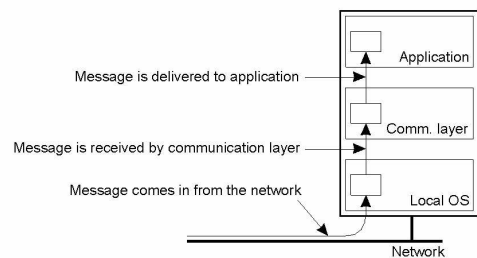 Application
Message is delivered to application
Comm. layer
Message is received by communication layer
Message comes in from the network
Local OS
Network